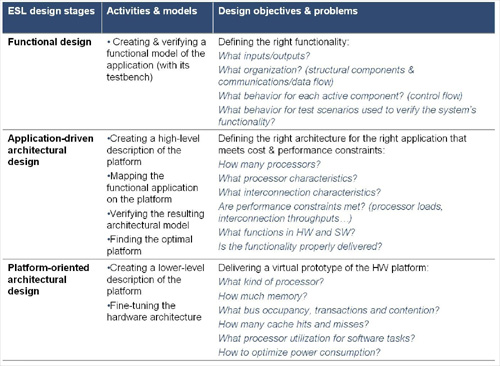 ESL design stages
Activities & models
Design objectives & problems
Functional design
• Creating & verifying a
functional model of the
application (with its
testbench)
Defining the right functionality:
What inputs/outputs?
What organization? (structural components &
communications/data flow)
What behavior for each active component? (control flow)
What behavior for test scenarios used to verify the system's
functionality?
Application-driven
architectural
design
•Creating a high-level
description of the
platform
•Mapping the
functional application
on the platform
•Verifying the resulting
architectural model
•Finding the optimal
platform
Defining the right architecture for the right application that
meets cost & performance constraints:
How many processors?
What processor characteristics?
What interconnection characteristics?
Are performance constraints met? (processor loads,
interconnection throughputs…)
What functions in HW and SW?
Is the functionality properly delivered?
Platform-oriented
architectural
design
•Creating a lower-level
description of the
platform
•Fine-tuning the
hardware architecture
Delivering a virtual prototype of the HW platform:
What kind of processor?
How much memory?
What bus occupancy, transactions and contention?
How many cache hits and misses?
What processor utilization for software tasks?
How to optimize power consumption?